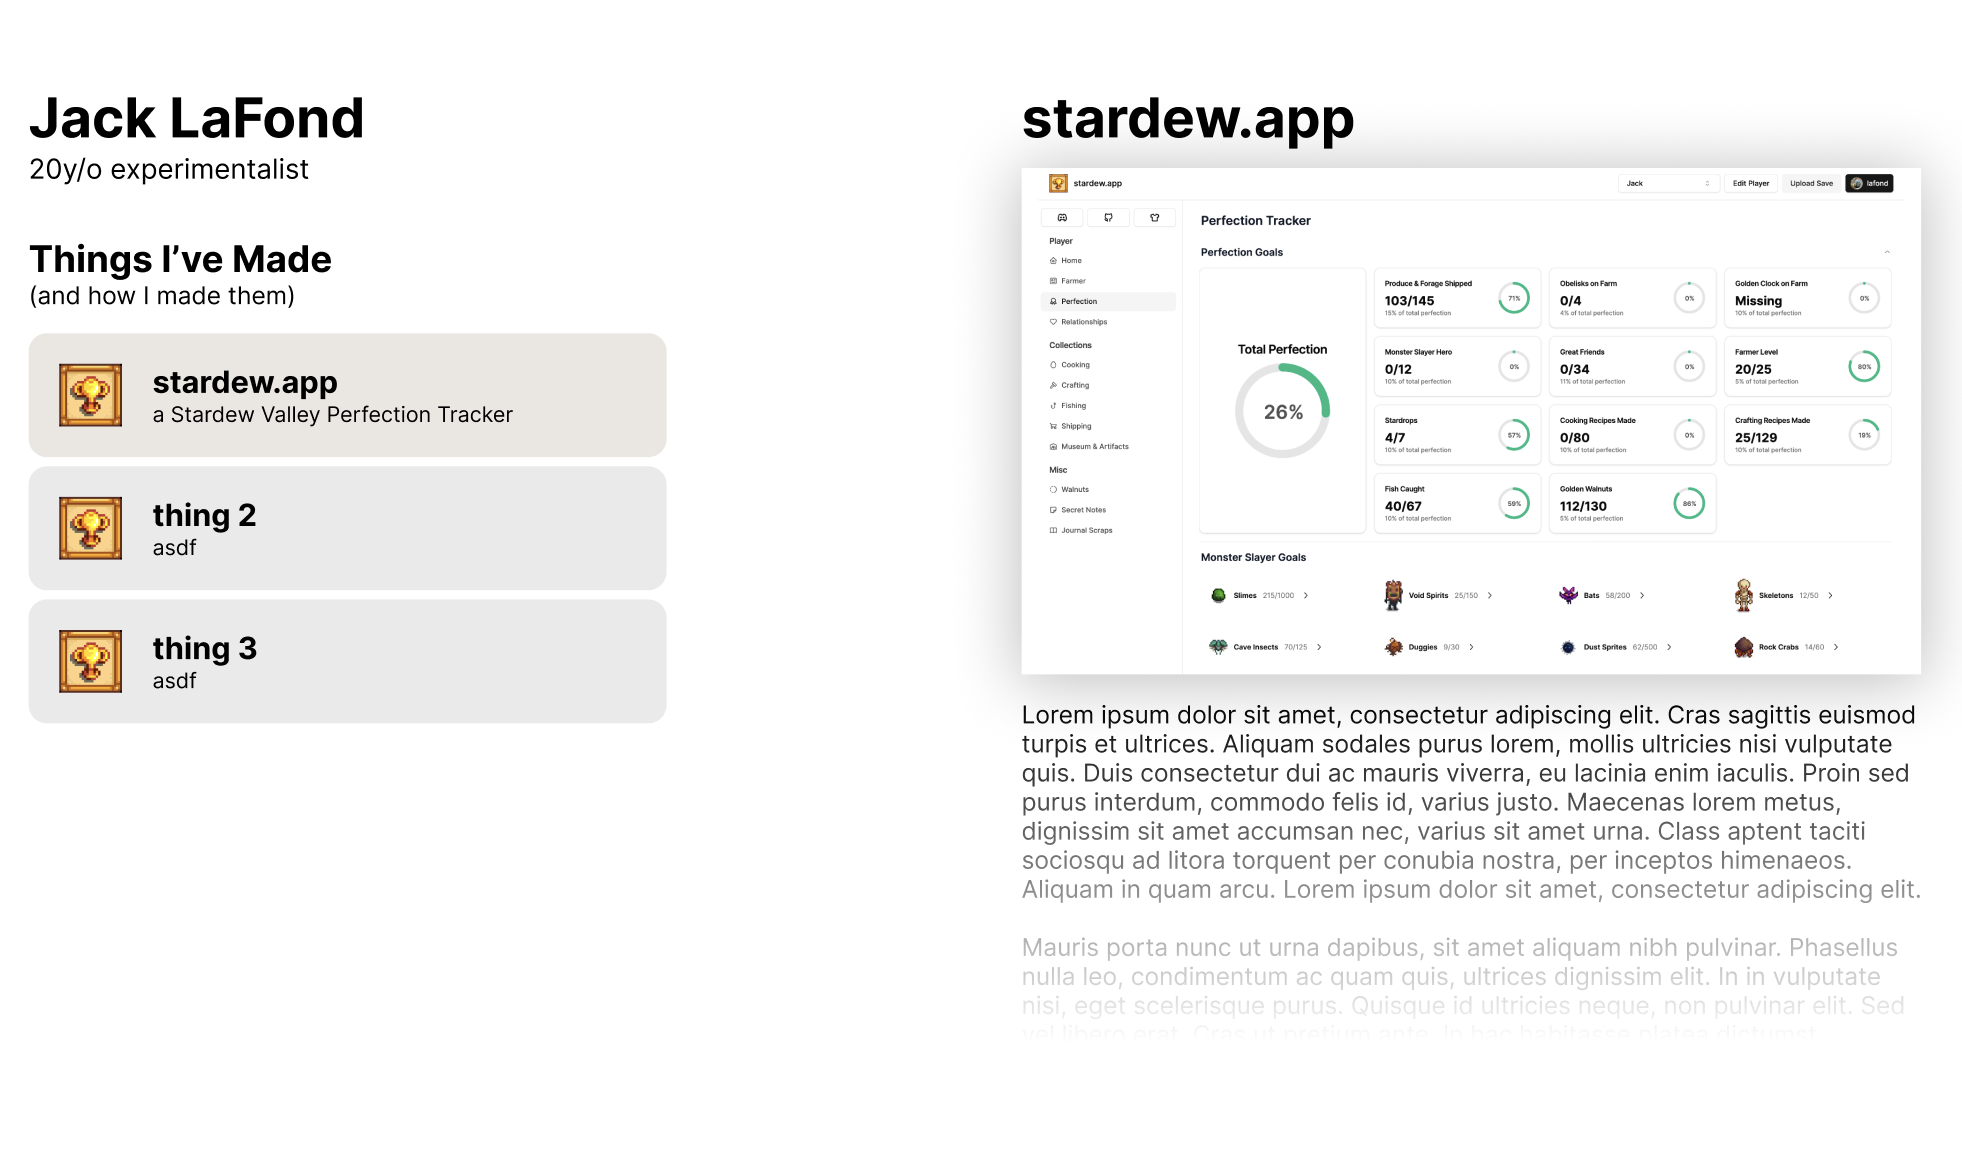 Jack LaFond
20y/o experimentalist
Things I’ve Made
(and how I made them)
stardew.app
a Stardew Valley Perfection Tracker
thing 2
asdf
thing 3
asdf
stardew.app
stardew.app
Jack
Edit Player
Upload Save
lafond
Player
Home
Farmer
Perfection
Relationships
Collections
Cooking
Crafting
Fishing
Shipping
Museum & Artifacts
Misc
Walnuts
Secret Notes
Journal Scraps
Perfection Tracker
Perfection Goals
Total Perfection
26%
Produce & Forage Shipped
103/145
15% of total perfection
71%
Obelisks on Farm
0/4
4% of total perfection
0%
Golden Clock on Farm
Missing
10% of total perfection
0%
Monster Slayer Hero
0/12
10% of total perfection
0%
Great Friends
0/34
11% of total perfection
0%
Farmer Level
20/25
5% of total perfection
80%
Stardrops
4/7
10% of total perfection
57%
Cooking Recipes Made
0/80
10% of total perfection
0%
Crafting Recipes Made
25/129
10% of total perfection
19%
Fish Caught
40/67
10% of total perfection
59%
Golden Walnuts
112/130
5% of total perfection
86%
Monster Slayer Goals
Slimes 215/1000
Void Spirits 25/150
Bats 58/200
Skeletons 12/50
Cave Insects 70/125
Duggies 9/30
Dust Sprites 62/500
Rock Crabs 14/60
Lorem ipsum dolor sit amet, consectetur adipiscing elit. Cras sagittis euismod
turpis et ultrices. Aliquam sodales purus lorem, mollis ultricies nisi vulputate
quis. Duis consectetur dui ac mauris viverra, eu lacinia enim iaculis. Proin sed
purus interdum, commodo felis id, varius justo. Maecenas lorem metus,
dignissim sit amet accumsan nec, varius sit amet urna. Class aptent taciti
sociosqu ad litora torquent per conubia nostra, per inceptos himenaeos.
Aliquam in quam arcu. Lorem ipsum dolor sit amet, consectetur adipiscing elit.
Mauris porta nunc ut urna dapibus, sit amet aliquam nibh pulvinar. Phasellus
nulla leo, condimentum ac quam quis, ultrices dignissim elit. In in vulputate
nisi, eget scelerisque purus. Quisque id ultricies neque, non pulvinar elit. Sed
vel libero erat. Cras ut pretium ante. In hac habitasse platea dictumst.